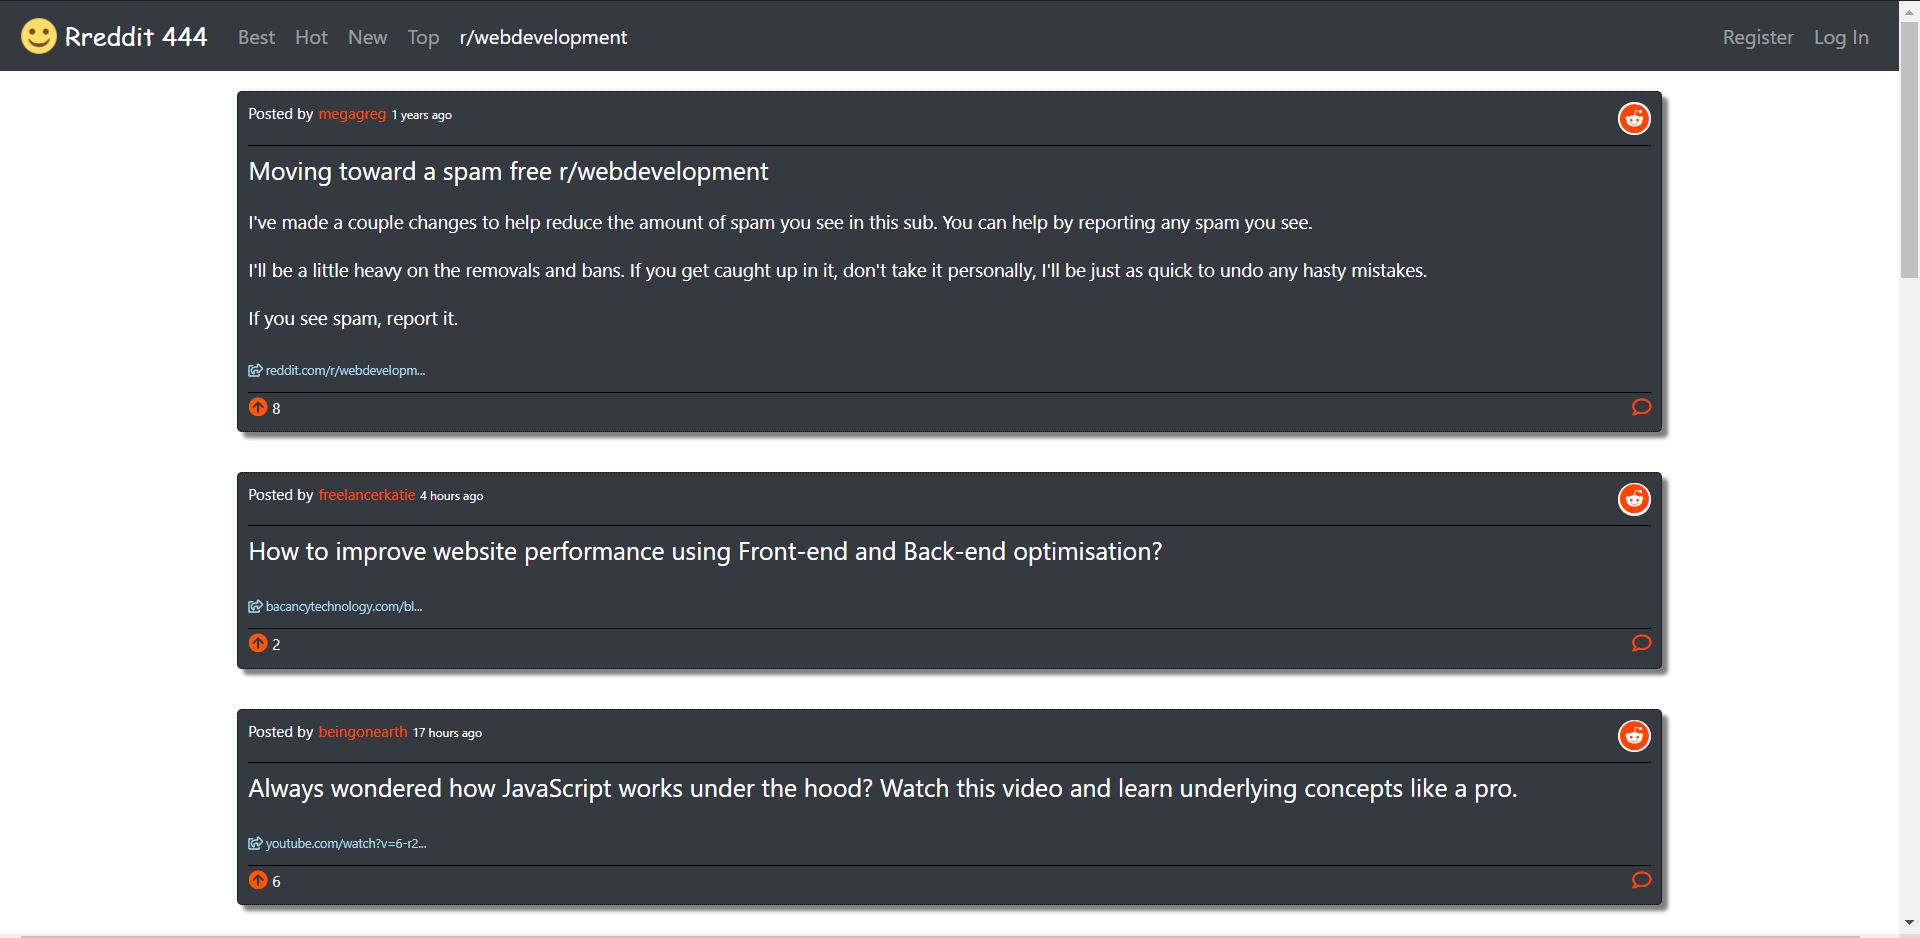 Rreddit 444 Best Hot New Top r/webdevelopment Register Log In
Posted by megagreg 1 years ago
Moving toward a spam free r/webdevelopment
I've made a couple changes to help reduce the amount of spam you see in this sub. You can help by reporting any spam you see.
I'll be a little heavy on the removals and bans. If you get caught up in it, don't take it personally, I'll be just as quick to undo any hasty mistakes.
If you see spam, report it.
reddit.com/r/webdevelopm...
8
Posted by freelancerkatie 4 hours ago
How to improve website performance using Front-end and Back-end optimisation?
bacancytechnology.com/bl...
2
Posted by beingonearth 17 hours ago
Always wondered how JavaScript works under the hood? Watch this video and learn underlying concepts like a pro.
youtube.com/watch?v=6-r2...
6